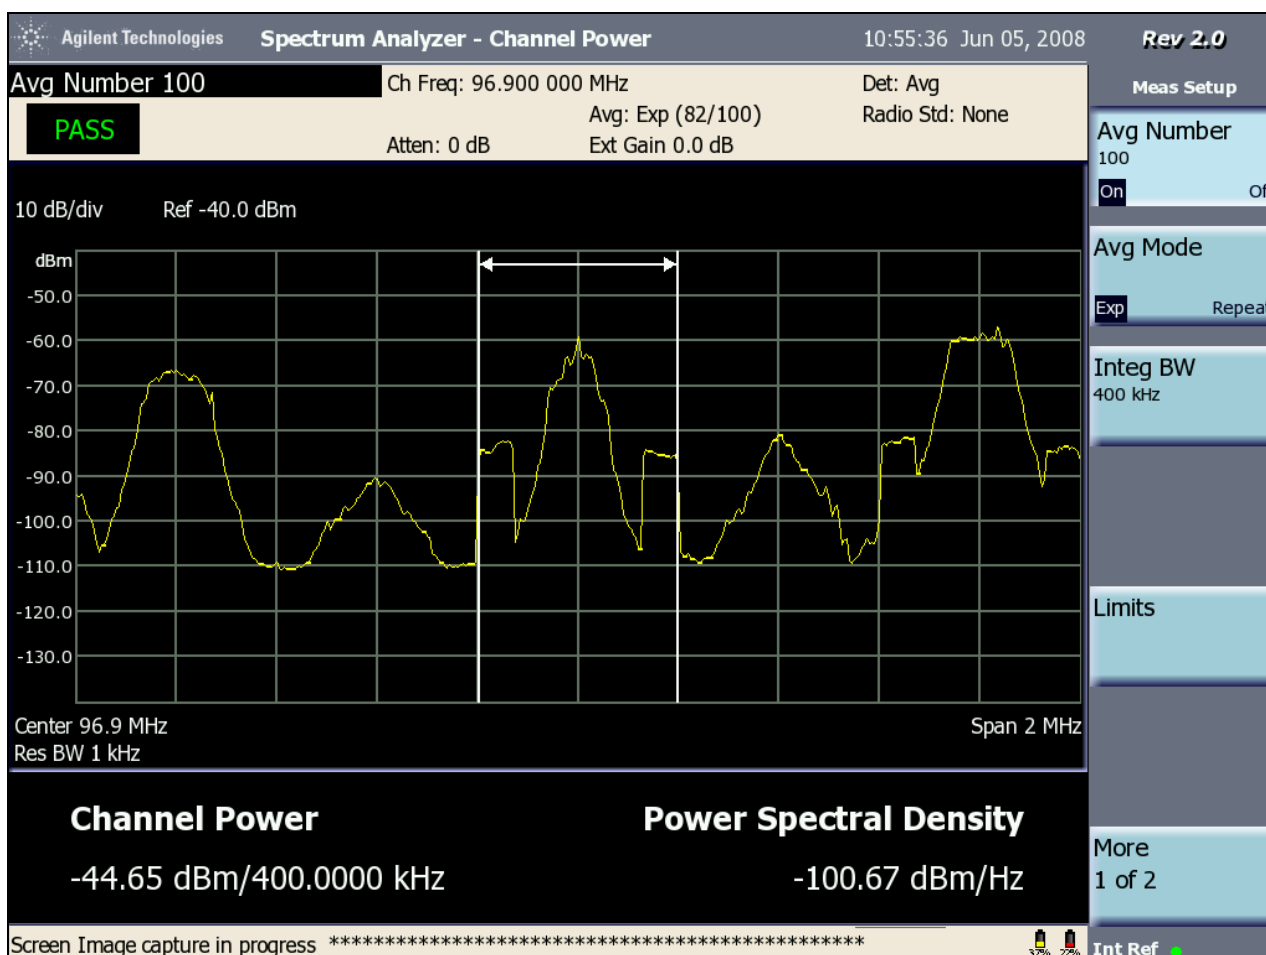 Agilent Technologies Spectrum Analyzer - Channel Power 10:55:36 Jun 05, 2008 Rev 2.0
Avg Number 100 Ch Freq: 96.900 000 MHz Det: Avg
PASS Avg: Exp (82/100) Radio Std: None
Atten: 0 dB Ext Gain 0.0 dB
10 dB/div Ref -40.0 dBm
dBm
-50.0
-60.0
-70.0
-80.0
-90.0
-100.0
-110.0
-120.0
-130.0
Center 96.9 MHz Span 2 MHz
Res BW 1 kHz
Channel Power Power Spectral Density
-44.65 dBm/400.0000 kHz -100.67 dBm/Hz
Screen Image capture in progress ************************************************
37% 22%
Meas Setup
Avg Number
100
On Of
Avg Mode
Exp Repeat
Integ BW
400 kHz
Limits
More
1 of 2
Int Ref